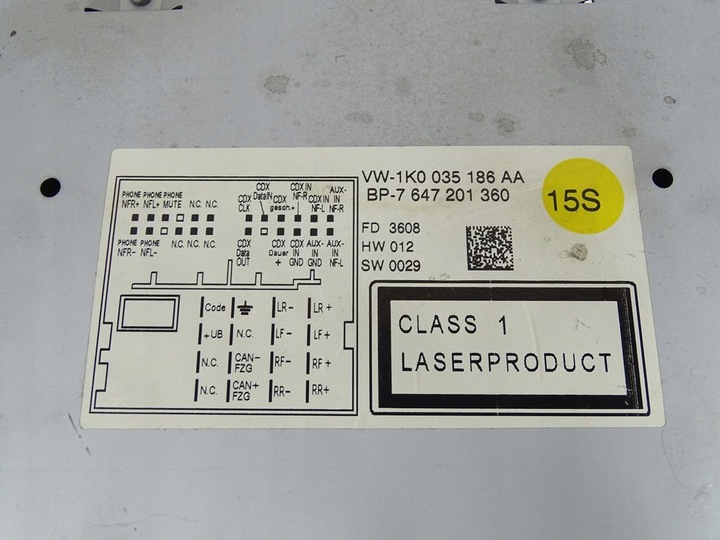 VW-1K0 035 186 AA
BP-7 647 201 360
15S
FD 3608
HW 012
SW 0029
CLASS 1
LASERPRODUCT
PHONE PHONE PHONE
NFR+ NFL+ MUTE N.C. N.C.
PHONE PHONE
NFR- NFL- N.C. N.C. N.C.
CDX CDX CDX IN AUX-
CDX DataIN CDX NF-R CDX IN IN
CLK gesch.+ NF-L NF-R
CDX CDX CDX AUX- AUX-
Data Dauer IN IN IN
OUT + GND GND NF-L
Code LR- LR+
+UB N.C. LF- LF+
N.C. CAN- RF- RF+
FZG
N.C. CAN+ RR- RR+
FZG